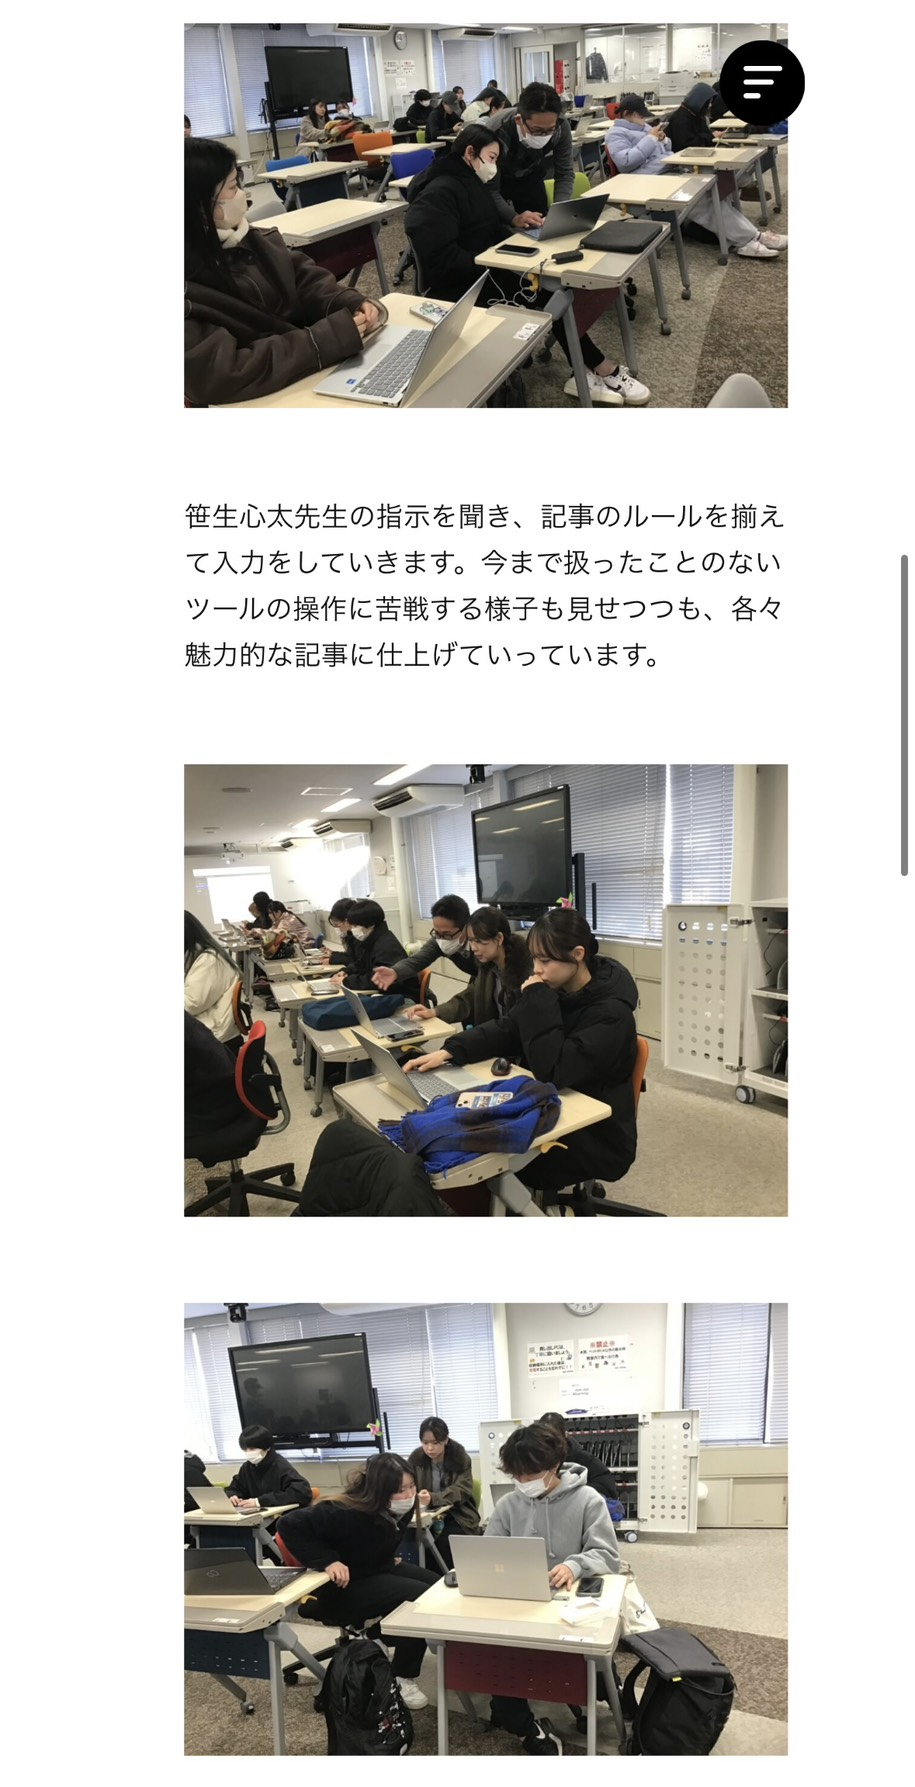 笹生心太先生の指示を聞き、記事のルールを揃え
て入力をしていきます。今まで扱ったことのない
ツールの操作に苦戦する様子も見せつつも、各々
魅力的な記事に仕上げていっています。
※禁止※